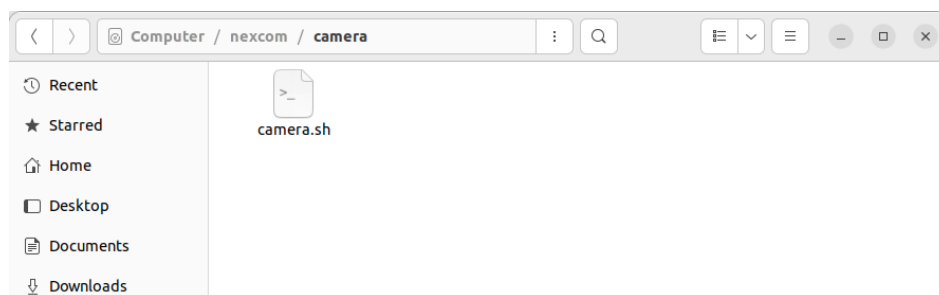 Computer / nexcom / camera
Recent
>_
camera.sh
Starred
Home
Desktop
Documents
Downloads